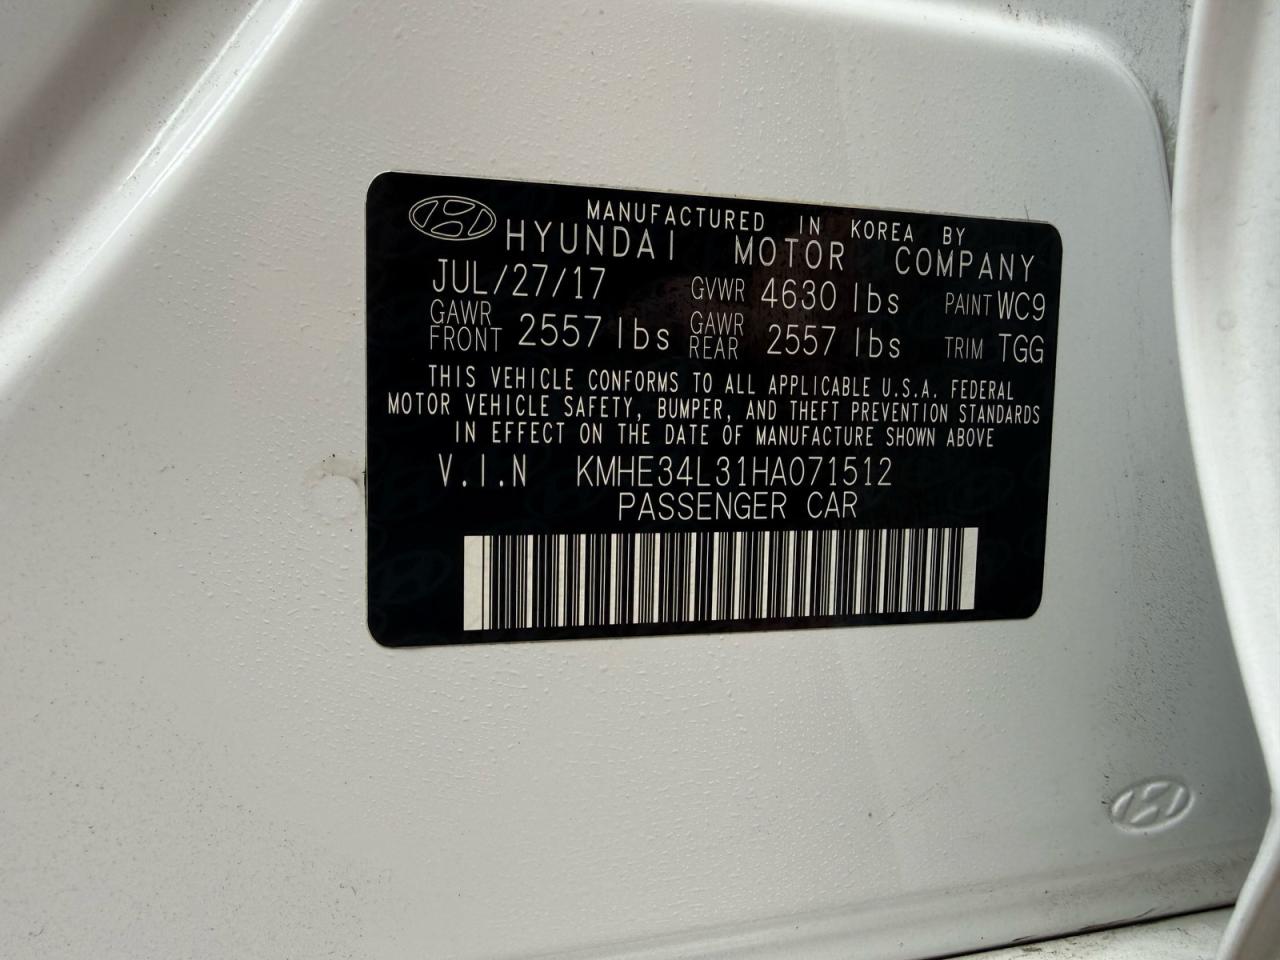 MANUFACTURED IN KOREA BY
HYUNDAI MOTOR COMPANY
JUL/27/17 GVWR 4630 lbs PAINT WC9
GAWR FRONT 2557 lbs GAWR REAR 2557 lbs TRIM TGG
THIS VEHICLE CONFORMS TO ALL APPLICABLE U.S.A. FEDERAL
MOTOR VEHICLE SAFETY, BUMPER, AND THEFT PREVENTION STANDARDS
IN EFFECT ON THE DATE OF MANUFACTURE SHOWN ABOVE
V.I.N KMHE34L31HA071512
PASSENGER CAR